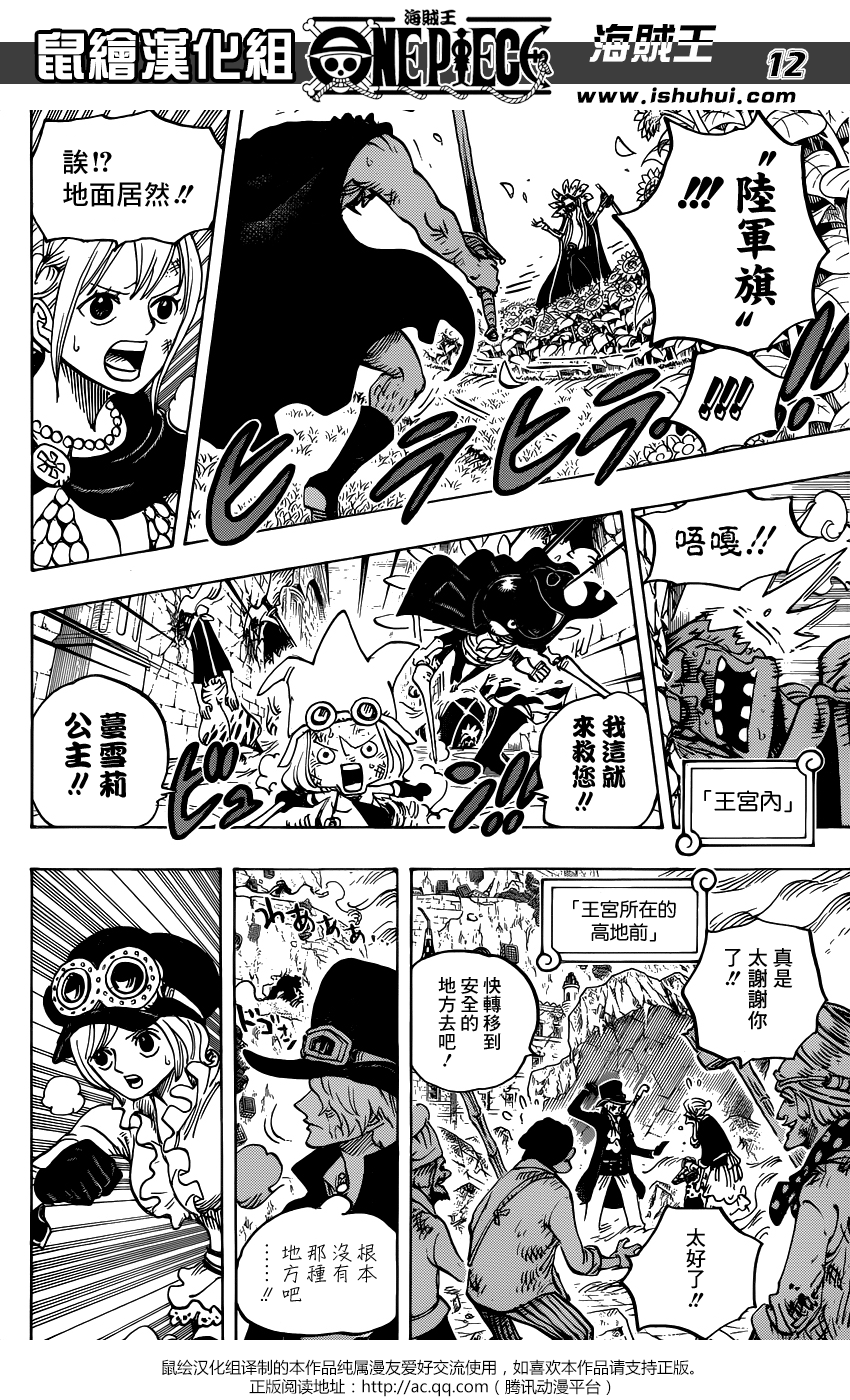 鼠繪漢化組
海賊王
ONE PIECE
海賊王
12
www.ishuhui.com
“陸軍旗”
!!!
!!!
ヒラヒラ!!
誒!?
地面居然!!
唔嘎!!
「王宮內」
我這就
來救您!!
蔓雪莉
公主!!
ビュ!!!
「王宮所在的
高地前」
真是
太謝謝你
了!!
快轉移到
安全的
地方去吧!!
太好了!!
わあぁぁ
根本
沒有
那種
地方吧
……!!
鼠绘汉化组译制的本作品纯属漫友爱好交流使用，如喜欢本作品请支持正版。
正版阅读地址：http://ac.qq.com（腾讯动漫平台）